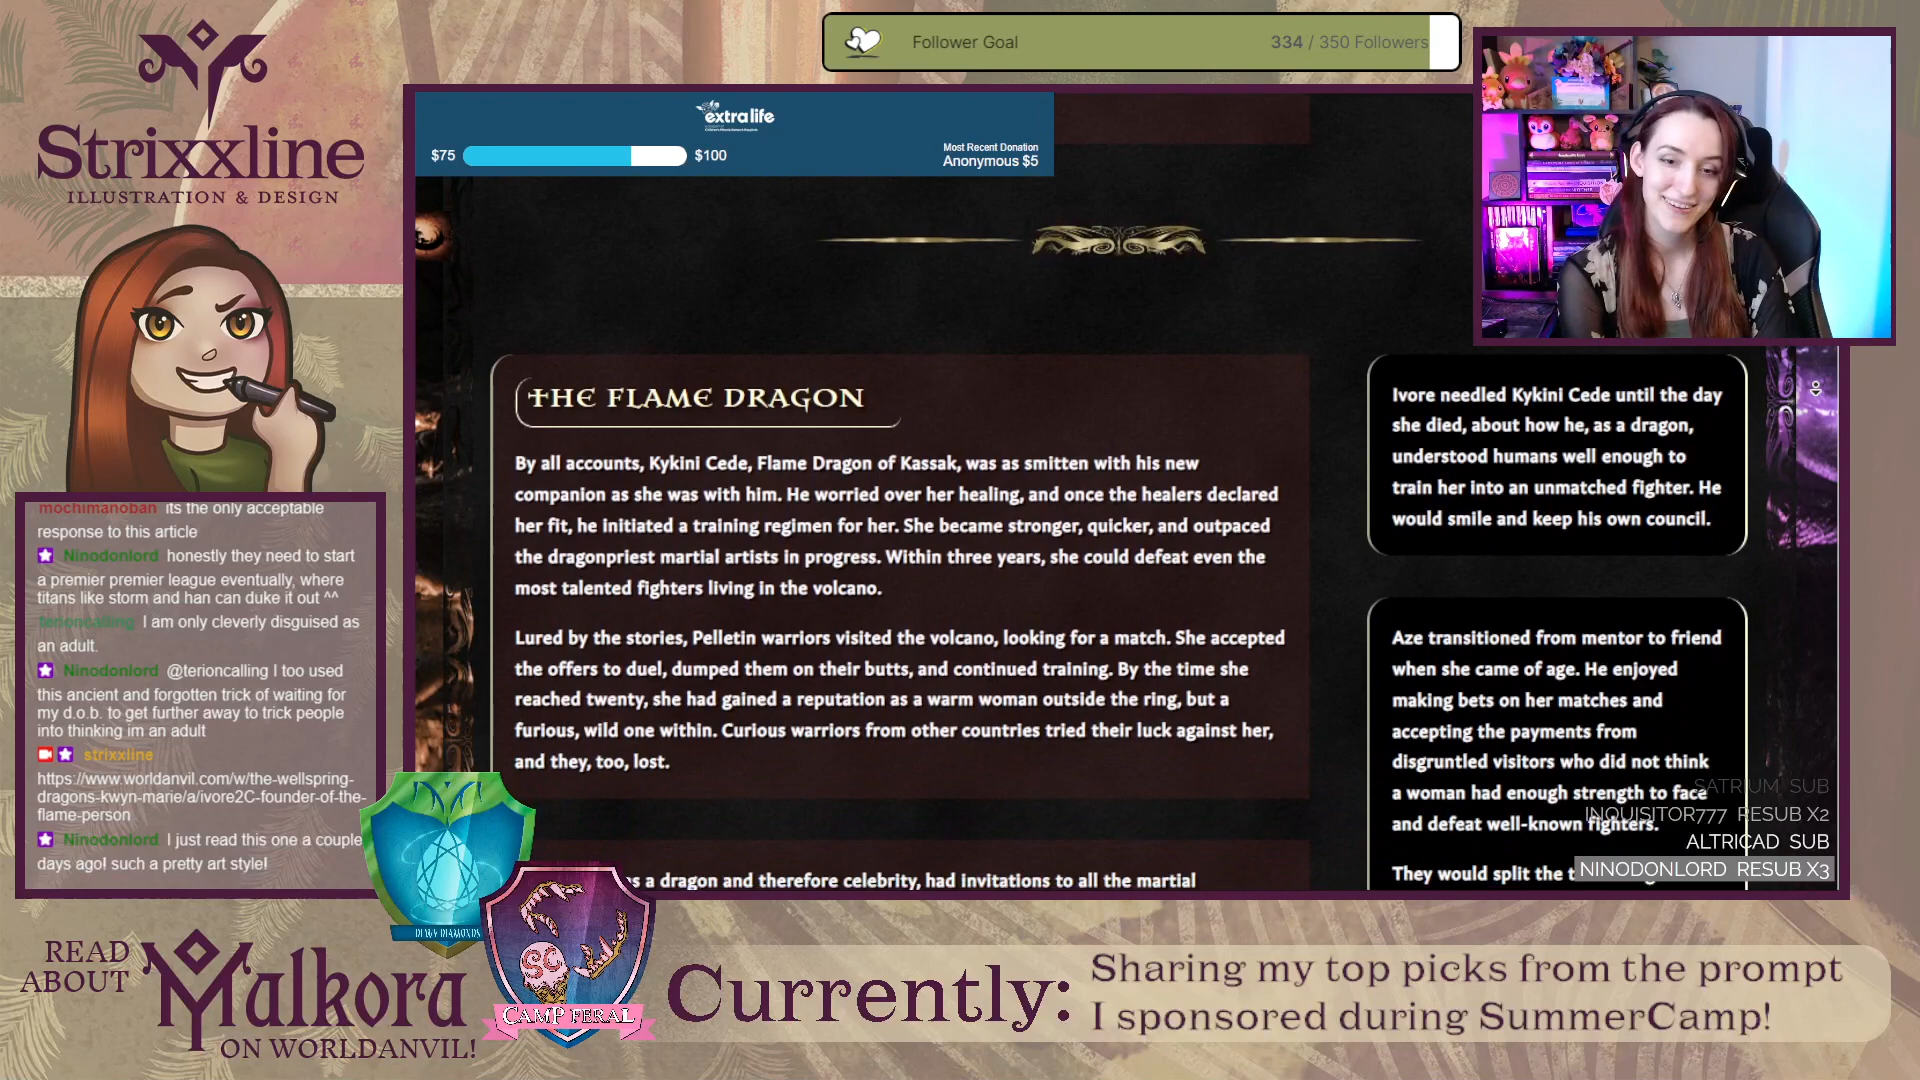 Strixxline
ILLUSTRATION & DESIGN
Follower Goal
334 / 350 Followers
extralife
$75
$100
Most Recent Donation
Anonymous $5
THE FLAME DRAGON
By all accounts, Kykini Cede, Flame Dragon of Kassak, was as smitten with his new
companion as she was with him. He worried over her healing, and once the healers declared
her fit, he initiated a training regimen for her. She became stronger, quicker, and outpaced
the dragonpriest martial artists in progress. Within three years, she could defeat even the
most talented fighters living in the volcano.
Lured by the stories, Pelletin warriors visited the volcano, looking for a match. She accepted
the offers to duel, dumped them on their butts, and continued training. By the time she
reached twenty, she had gained a reputation as a warm woman outside the ring, but a
furious, wild one within. Curious warriors from other countries tried their luck against her,
and they, too, lost.
s a dragon and therefore celebrity, had invitations to all the martial
Ivore needled Kykini Cede until the day
she died, about how he, as a dragon,
understood humans well enough to
train her into an unmatched fighter. He
would smile and keep his own council.
Aze transitioned from mentor to friend
when she came of age. He enjoyed
making bets on her matches and
accepting the payments from
disgruntled visitors who did not think
a woman had enough strength to face
and defeat well-known fighters.
They would split the t
SATRIUM SUB
INQUISITOR777 RESUB X2
ALTRICAD SUB
NINODONLORD RESUB X3
mochimanoban its the only acceptable
response to this article
Ninodonlord honestly they need to start
a premier premier league eventually, where
titans like storm and han can duke it out ^^
terioncalling I am only cleverly disguised as
an adult.
Ninodonlord @terioncalling I too used
this ancient and forgotten trick of waiting for
my d.o.b. to get further away to trick people
into thinking im an adult
strixxline
https://www.worldanvil.com/w/the-wellspring-
dragons-kwyn-marie/a/ivore2C-founder-of-the-
flame-person
Ninodonlord I just read this one a couple
days ago! such a pretty art style!
DIAVY DIAMONDS
SC
CAMP FERAL
READ
ABOUT
Malkora
ON WORLDANVIL!
Currently:
Sharing my top picks from the prompt
I sponsored during SummerCamp!